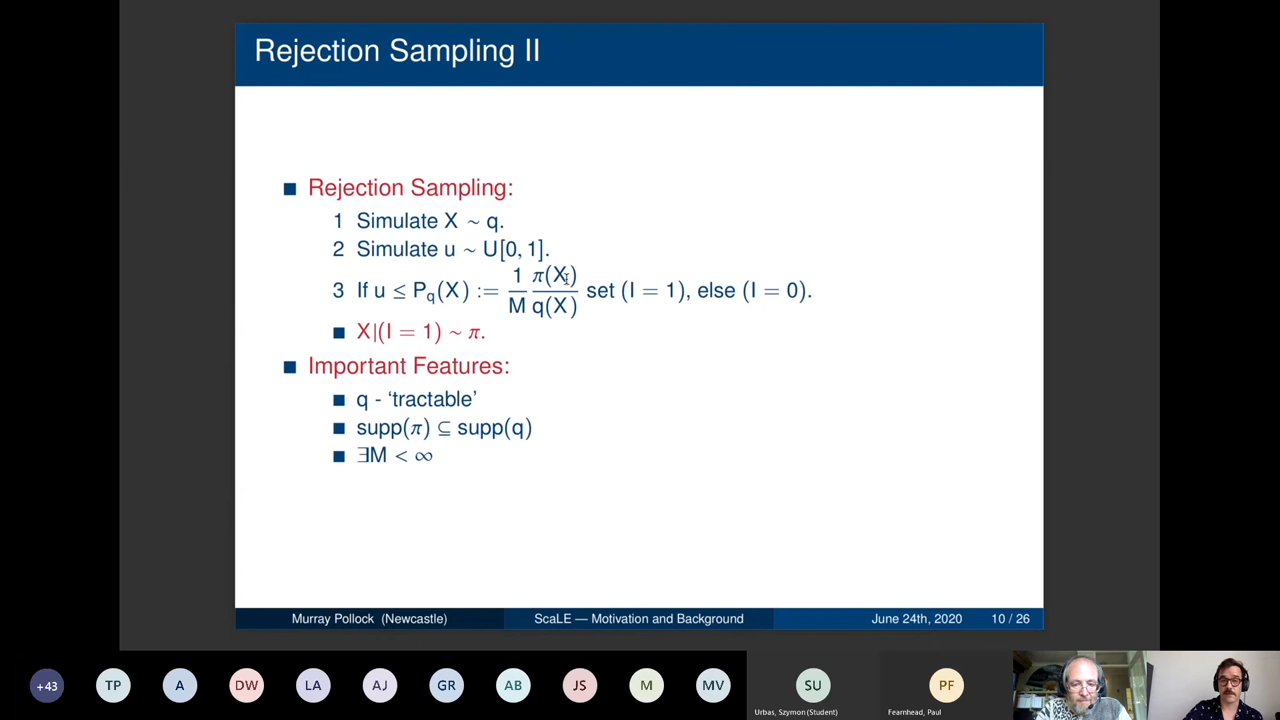 Rejection Sampling II
■ Rejection Sampling:
1 Simulate X ~ q.
2 Simulate u ~ U[0, 1].
3 If u ≤ P_q(X) := 1/M π(X)/q(X) set (I = 1), else (I = 0).
■ X|(I = 1) ~ π.
■ Important Features:
■ q - ‘tractable’
■ supp(π) ⊆ supp(q)
■ ∃M < ∞
Murray Pollock (Newcastle) ScaLE — Motivation and Background June 24th, 2020 10 / 26
+43 TP A DW LA AJ GR AB JS M MV SU PF
Urbas, Szymon (Student) Fearnhead, Paul